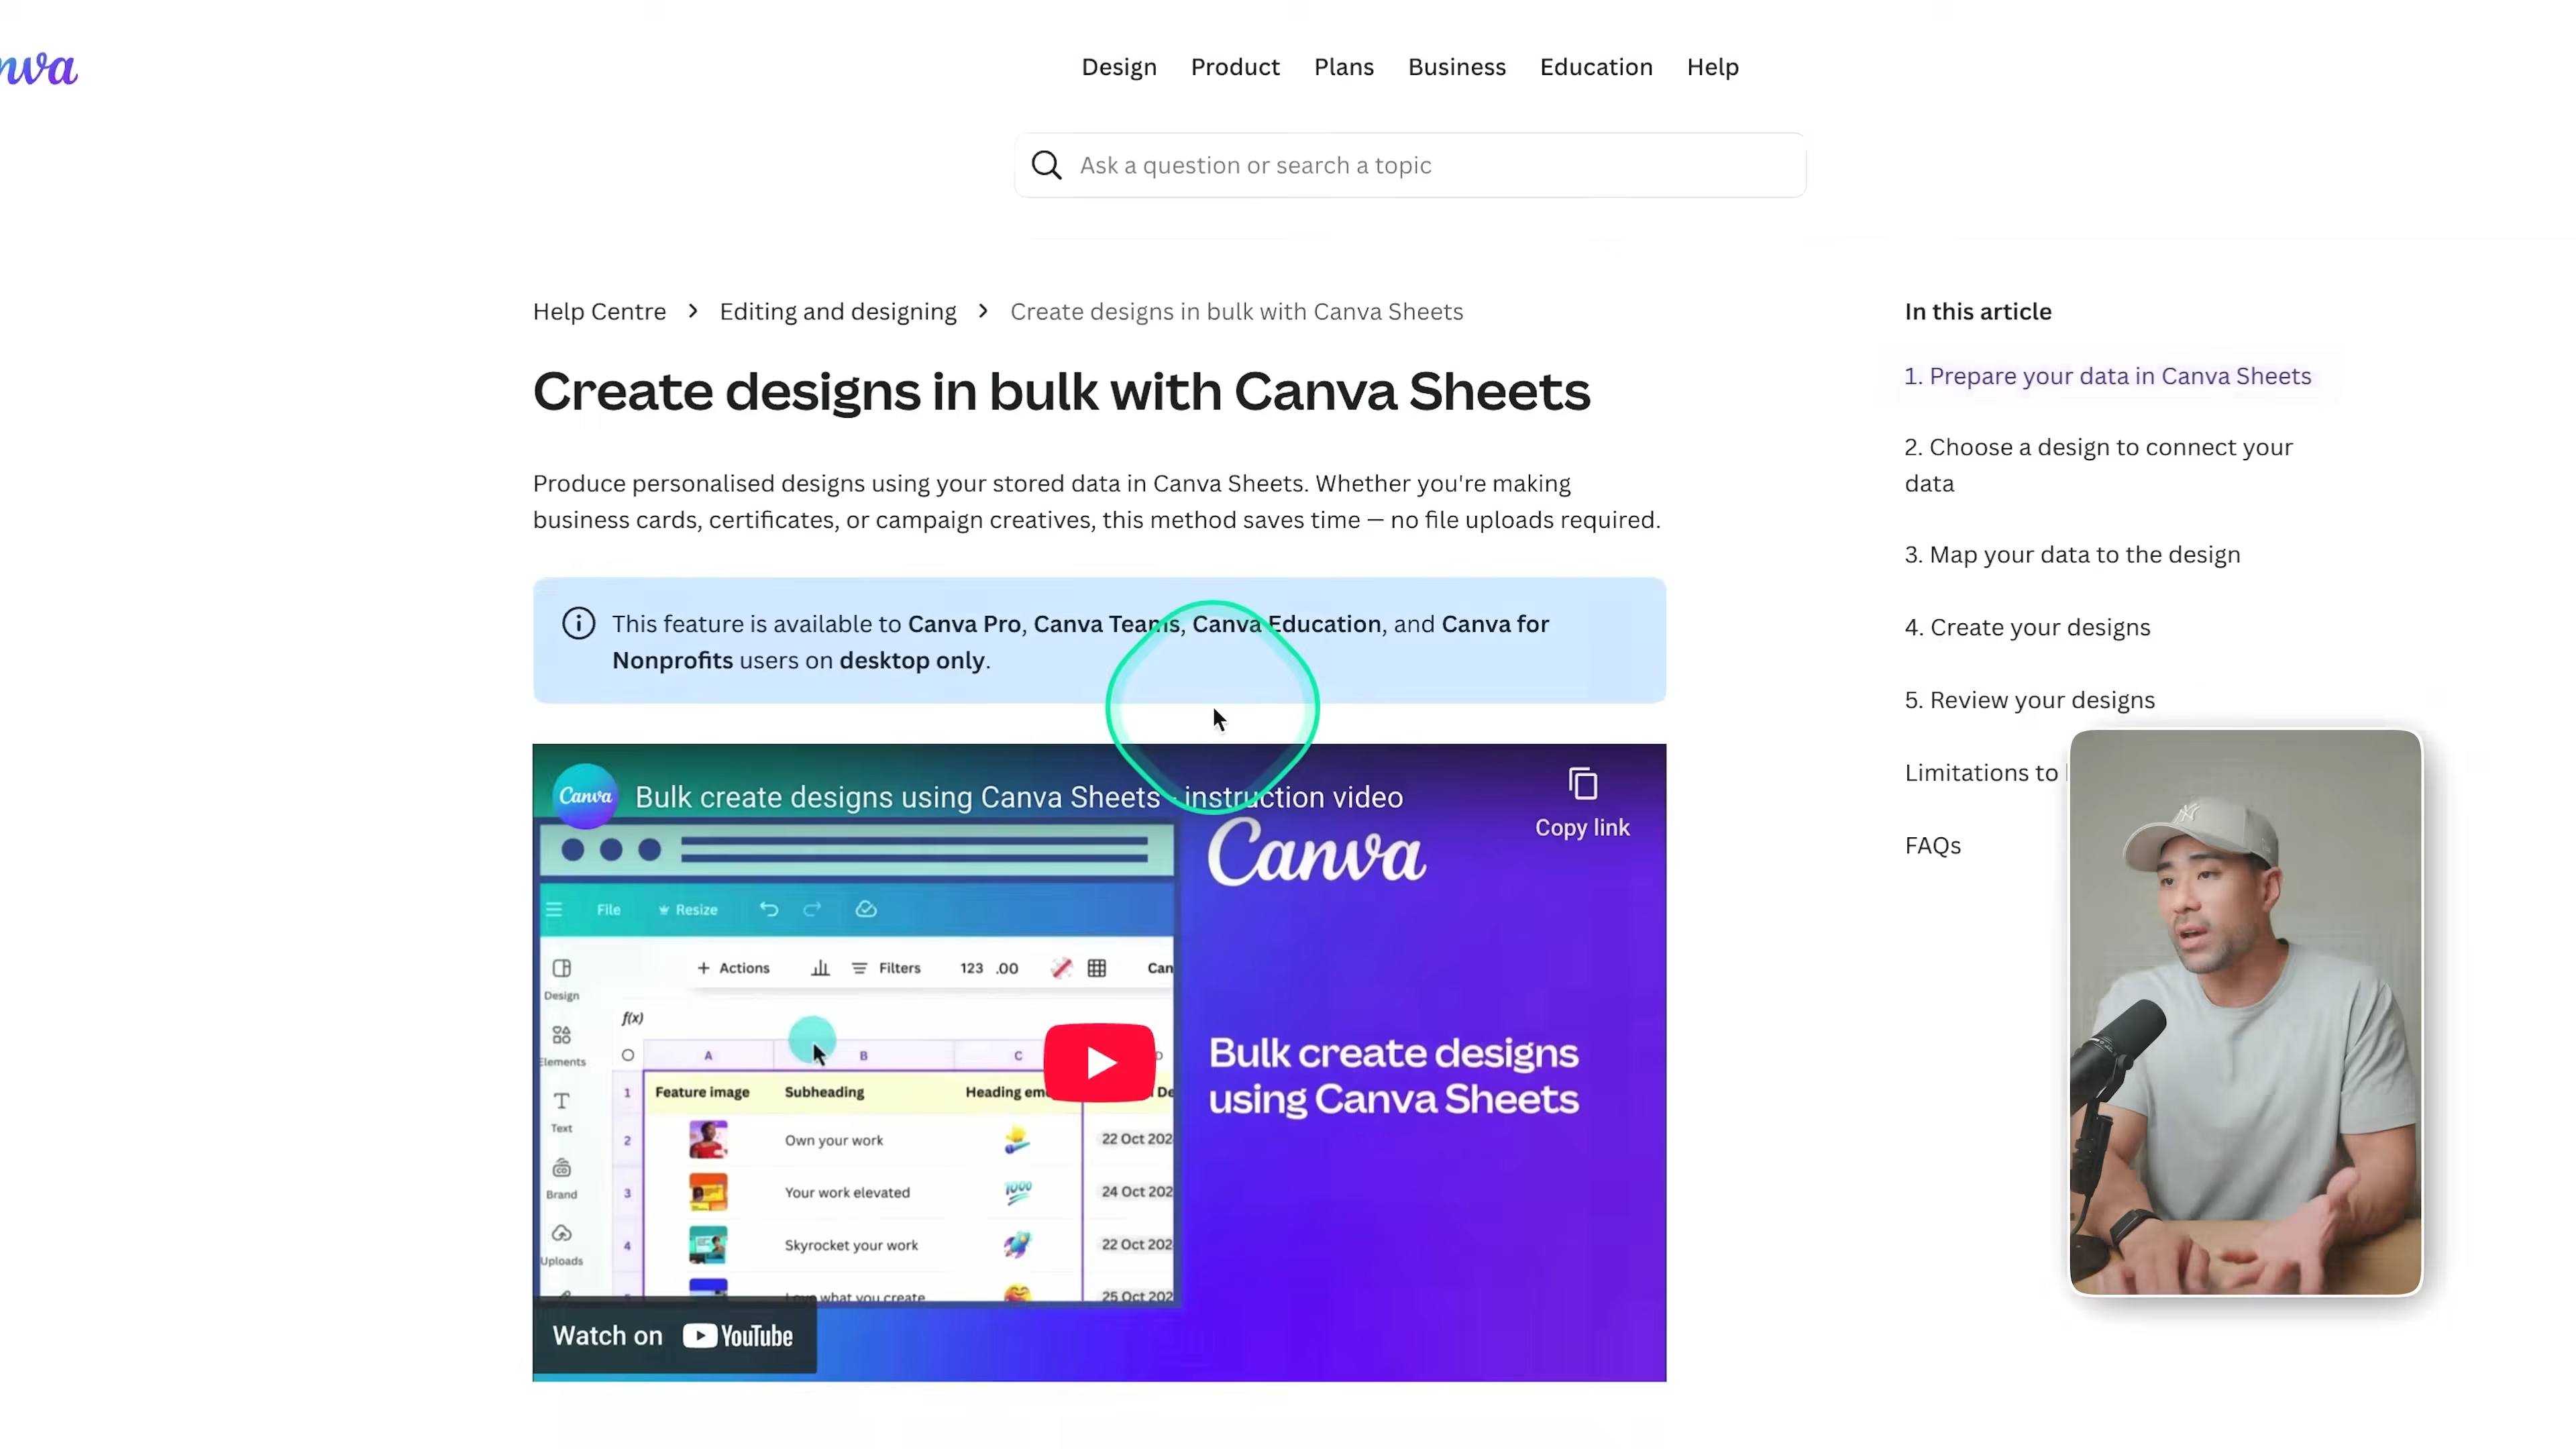 nva
Design Product Plans Business Education Help
Ask a question or search a topic
Help Centre > Editing and designing > Create designs in bulk with Canva Sheets
Create designs in bulk with Canva Sheets
Produce personalised designs using your stored data in Canva Sheets. Whether you're making
business cards, certificates, or campaign creatives, this method saves time — no file uploads required.
This feature is available to Canva Pro, Canva Teams, Canva Education, and Canva for
Nonprofits users on desktop only.
Canva
Bulk create designs using Canva Sheets - instruction video
Copy link
File Resize
Actions Filters 123 .00 Can
Design
Elements
Text
Brand
Uploads
f(x)
A B C D
1 Feature image Subheading Heading em De
2 Own your work 22 Oct 202
3 Your work elevated 1000 24 Oct 202
4 Skyrocket your work 22 Oct 202
what you create 25 Oct 202
Canva
Bulk create designs
using Canva Sheets
Watch on YouTube
In this article
1. Prepare your data in Canva Sheets
2. Choose a design to connect your
data
3. Map your data to the design
4. Create your designs
5. Review your designs
Limitations to
FAQs